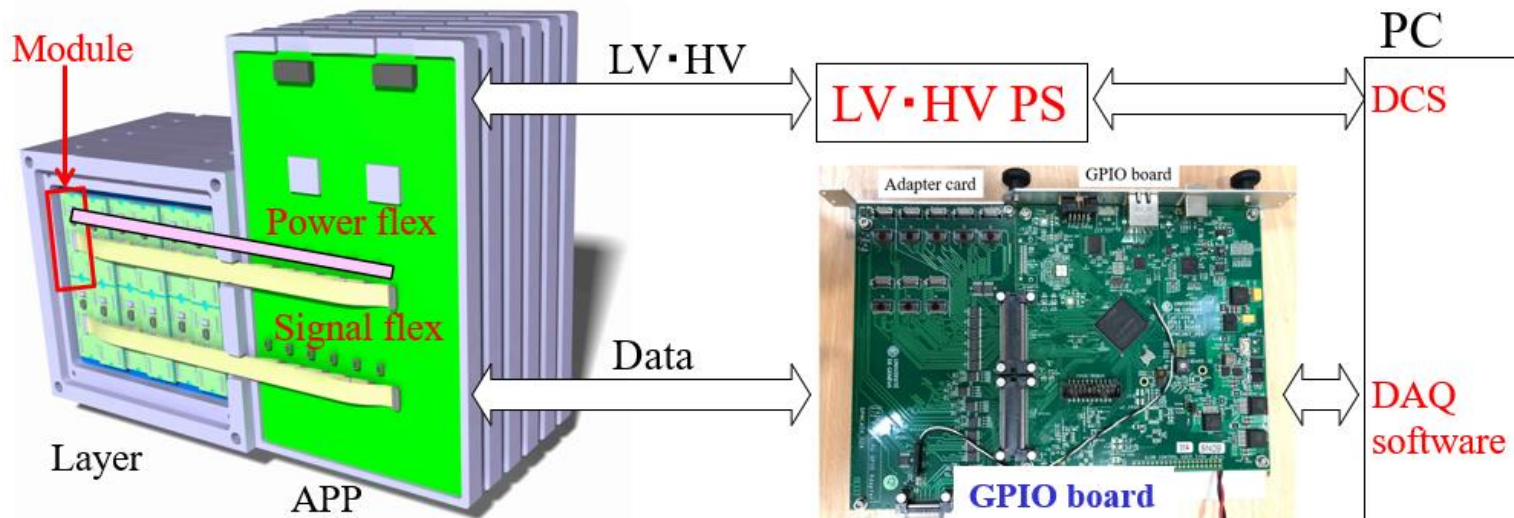 Module
LV・HV
PC
LV・HV PS
DCS
Adapter card
GPIO board
Power flex
Signal flex
Data
DAQ
software
Layer
APP
GPIO board